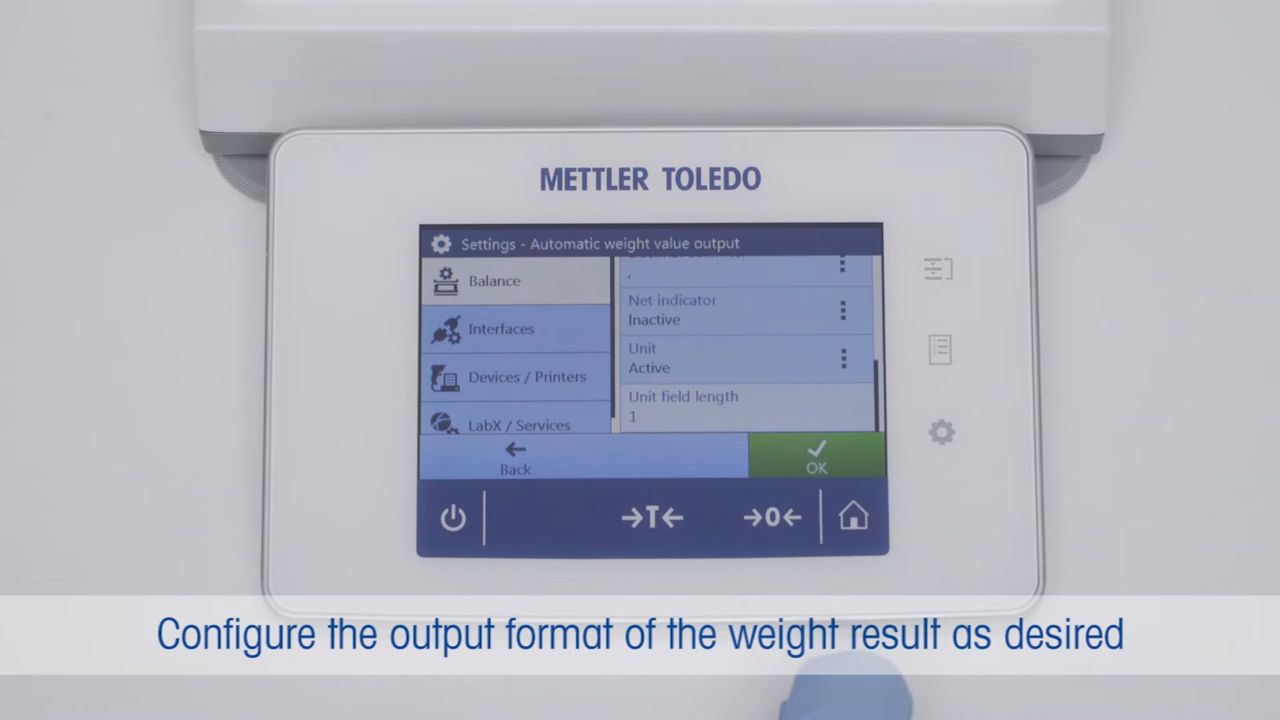 METTLER TOLEDO
Settings - Automatic weight value output
Balance
Interfaces
Devices / Printers
LabX / Services
,
Net indicator
Inactive
Unit
Active
Unit field length
1
Back
OK
→T←
→0←
Configure the output format of the weight result as desired